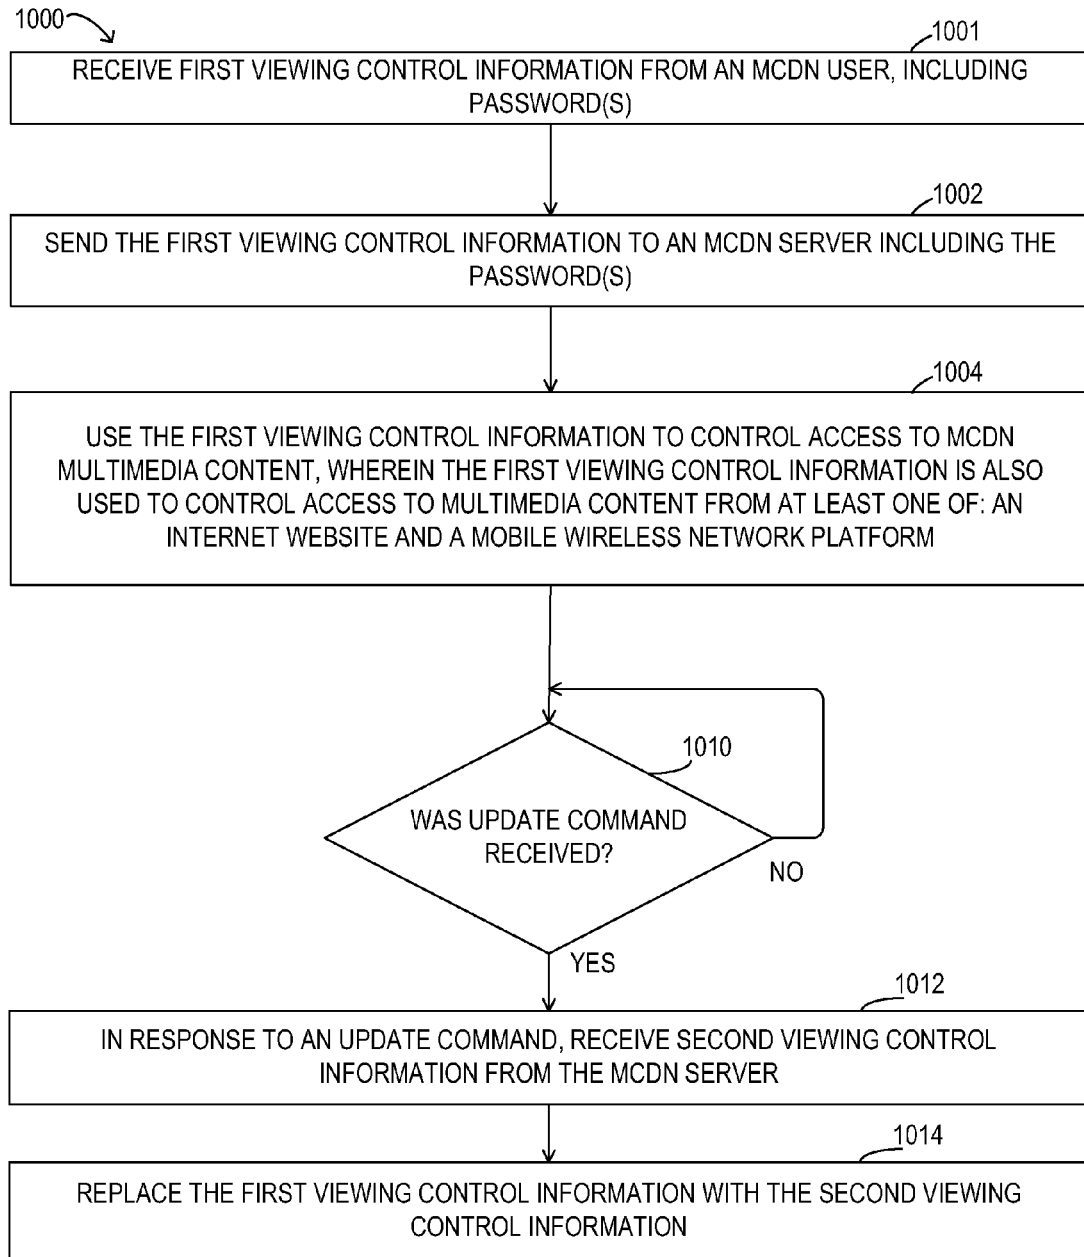 1000
1001
RECEIVE FIRST VIEWING CONTROL INFORMATION FROM AN MCDN USER, INCLUDING
PASSWORD(S)
1002
SEND THE FIRST VIEWING CONTROL INFORMATION TO AN MCDN SERVER INCLUDING THE
PASSWORD(S)
1004
USE THE FIRST VIEWING CONTROL INFORMATION TO CONTROL ACCESS TO MCDN
MULTIMEDIA CONTENT, WHEREIN THE FIRST VIEWING CONTROL INFORMATION IS ALSO
USED TO CONTROL ACCESS TO MULTIMEDIA CONTENT FROM AT LEAST ONE OF: AN
INTERNET WEBSITE AND A MOBILE WIRELESS NETWORK PLATFORM
1010
WAS UPDATE COMMAND
RECEIVED?
NO
YES
1012
IN RESPONSE TO AN UPDATE COMMAND, RECEIVE SECOND VIEWING CONTROL
INFORMATION FROM THE MCDN SERVER
1014
REPLACE THE FIRST VIEWING CONTROL INFORMATION WITH THE SECOND VIEWING
CONTROL INFORMATION